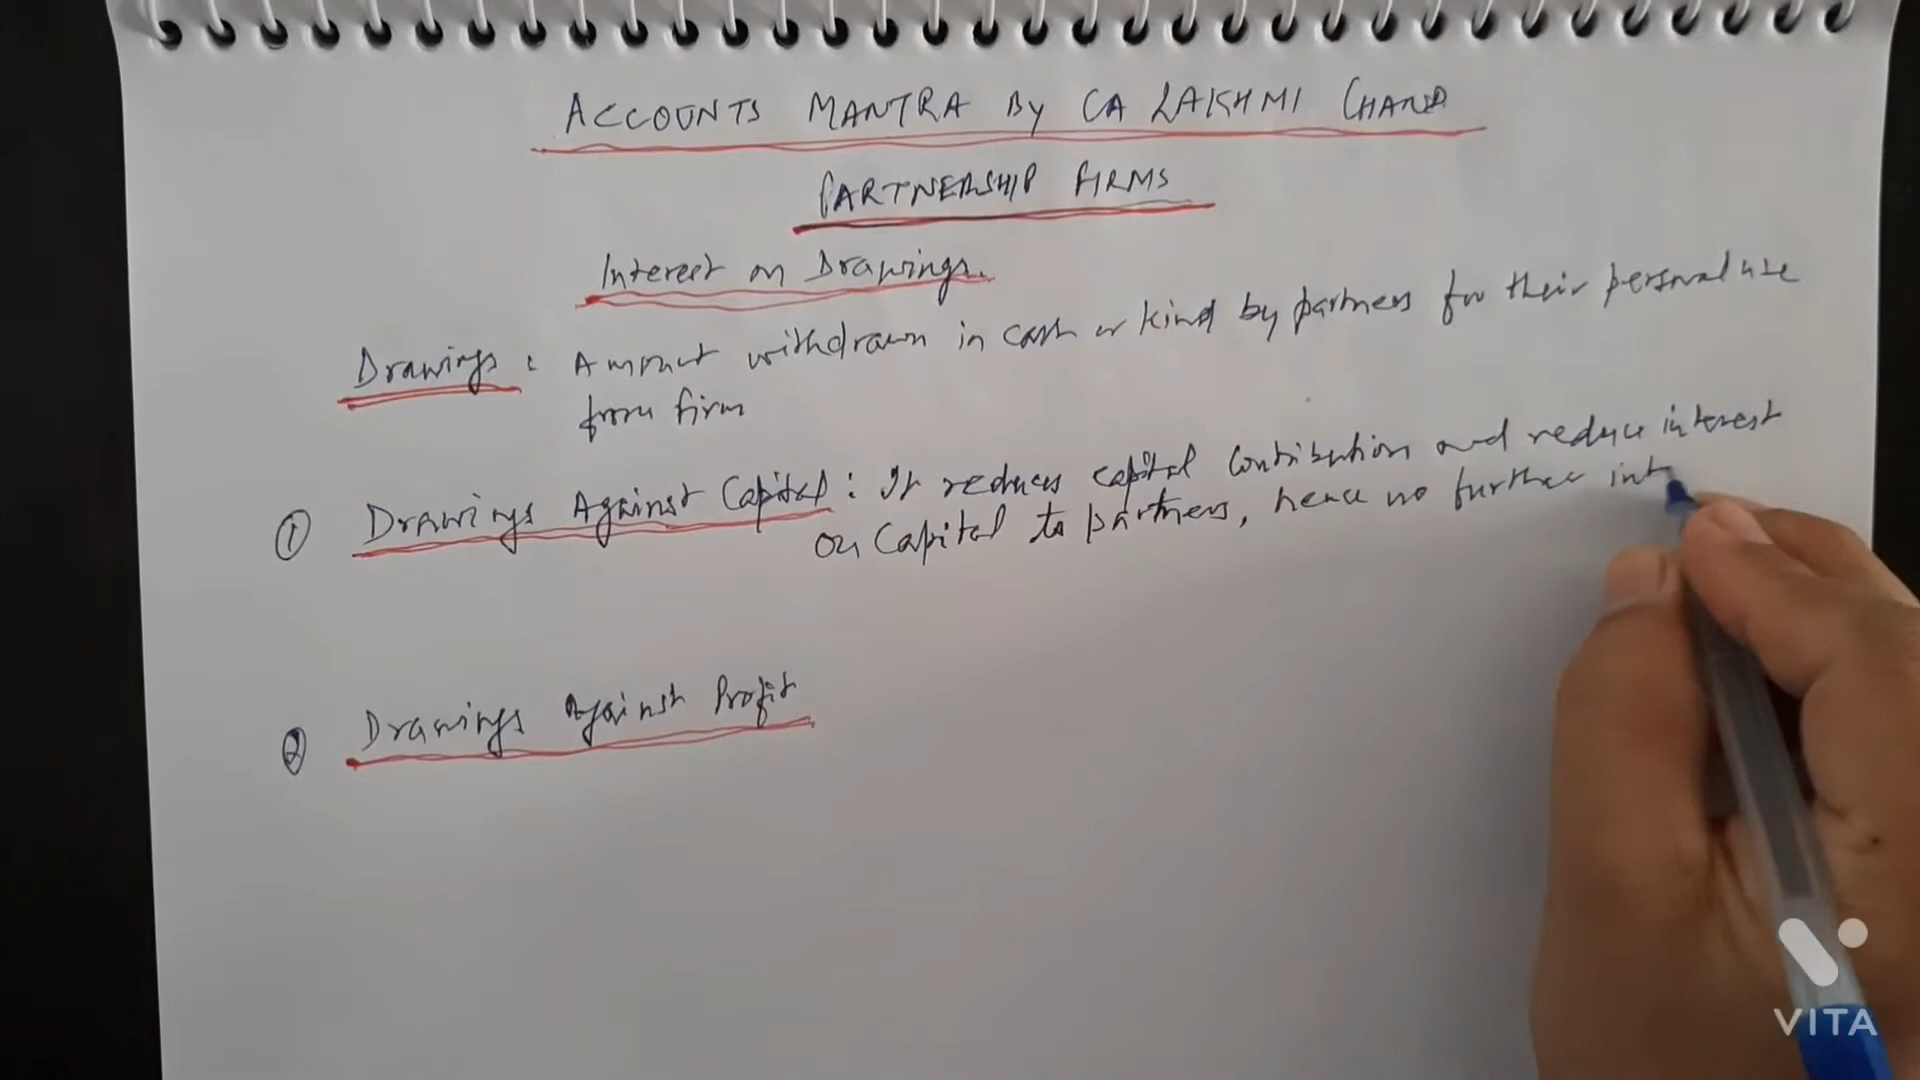 ACCOUNTS MANTRA By CA LAKHMI CHAND
PARTNERSHIP FIRMS
Interest on Drawings.
Drawings : Amount withdrawn in cash or kind by partners for their personal use
from firm
① Drawings Against Capital : It reduces capital contribution and reduce interest
on capital to partners, hence no further int
② Drawings Against Profit
VITA